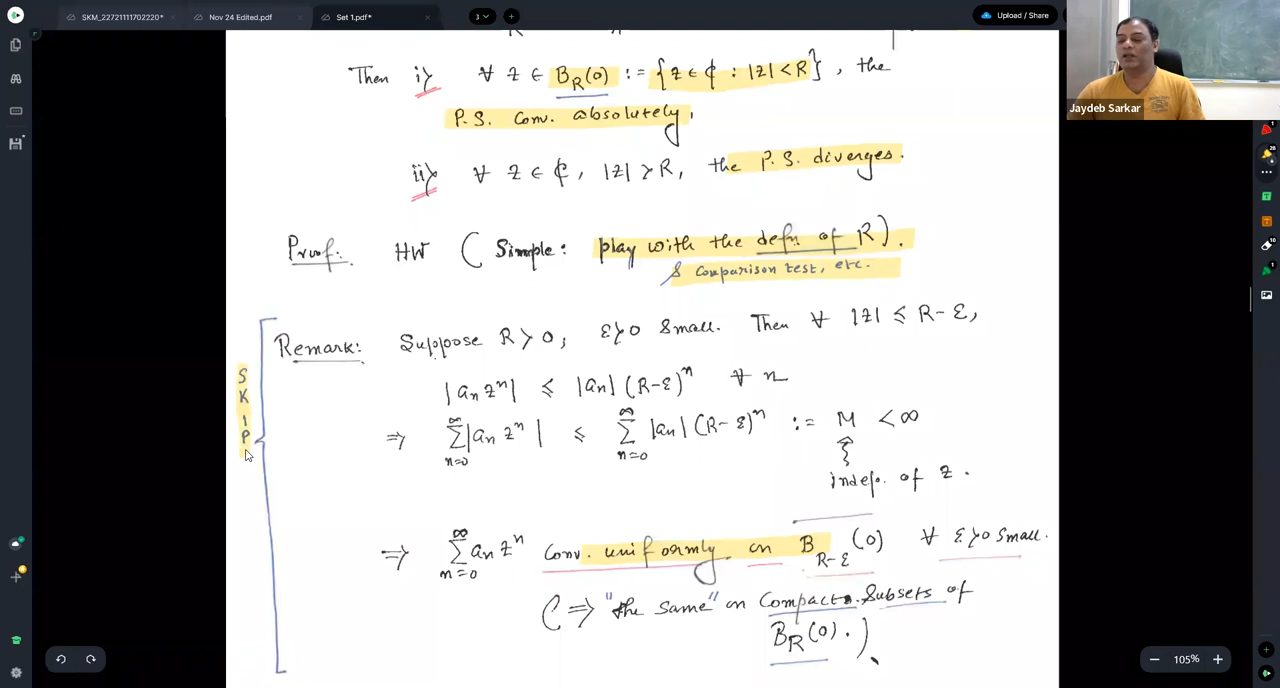 SKM_22721111702220*
Nov 24 Edited.pdf
Set 1.pdf*
3
Upload / Share
Jaydeb Sarkar
Then i> ∀ z ∈ B_R(0) := {z ∈ ℂ : |z| < R}, the
P.S. Conv. absolutely.
ii> ∀ z ∈ ℂ, |z| > R, the P.S. diverges.
Proof: HW (Simple: play with the defn. of R).
& Comparison test, etc.
SKIP
Remark: Suppose R > 0, ε > 0 Small. Then ∀ |z| ≤ R - ε,
|a_n z^n| ≤ |a_n| (R-ε)^n ∀ n
⇒ ∑_{n=0}^∞ |a_n z^n| ≤ ∑_{n=0}^∞ |a_n| (R-ε)^n := M < ∞
indep. of z.
⇒ ∑_{n=0}^∞ a_n z^n Conv. uniformly on \overline{B_{R-ε}(0)} ∀ ε > 0 Small.
(⇒ "the same" on Compact Subsets of
B_R(0).)
105%